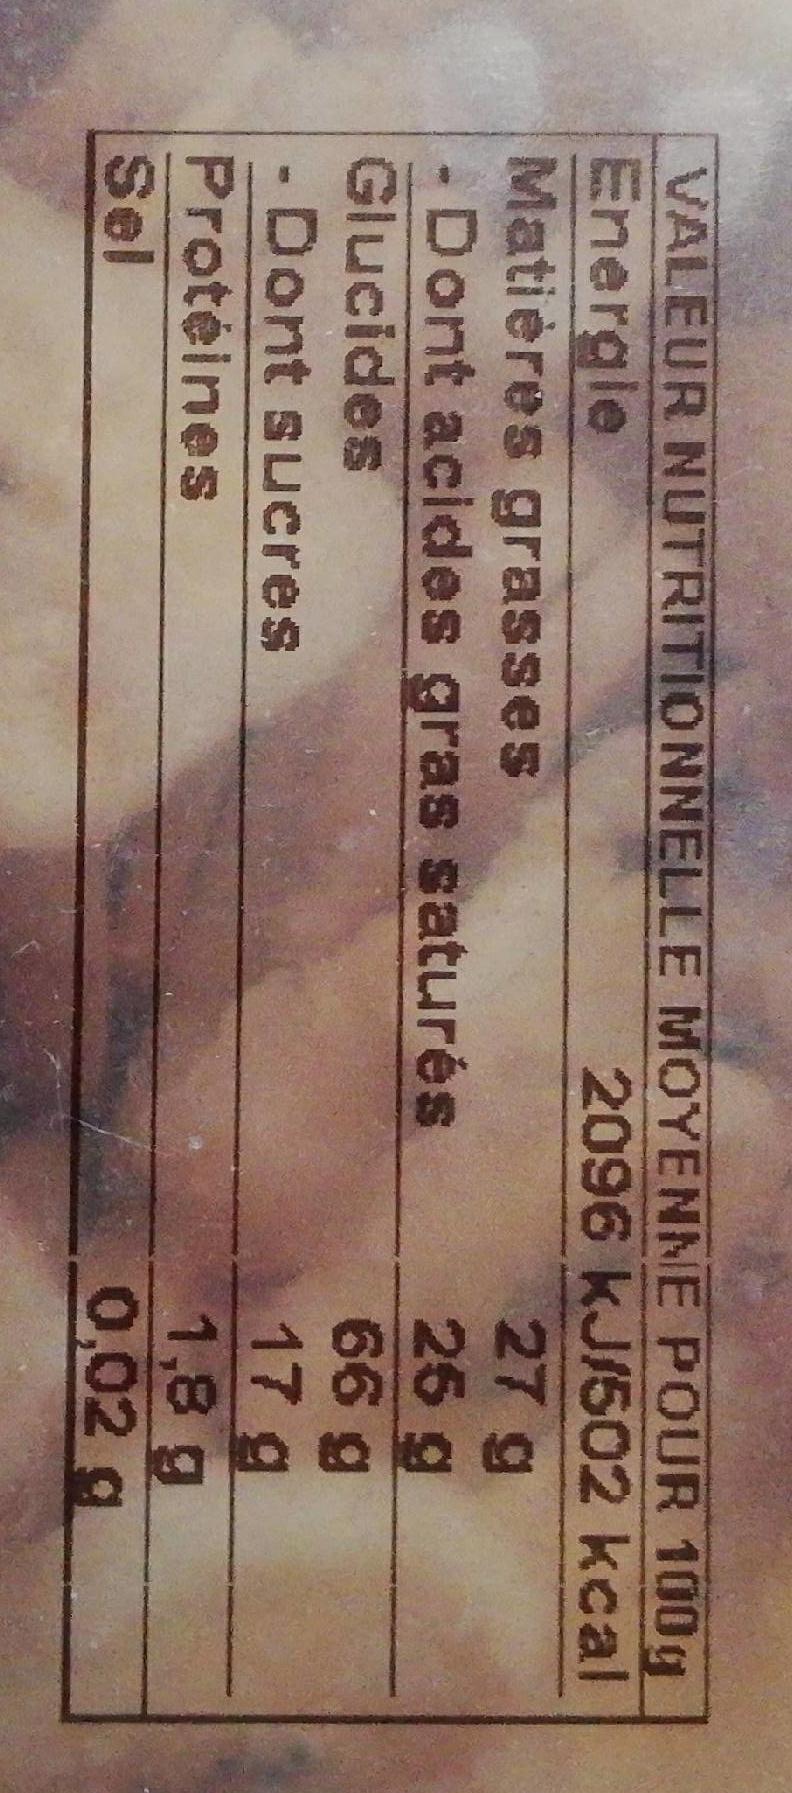 VALEUR NUTRITIONNELLE MOYENNE POUR 100g
Energie 2096 kJ/502 kcal
Matières grasses 27 g
- Dont acides gras saturés 25 g
Glucides 66 g
- Dont sucres 17 g
Protéines 1,8 g
Sel 0,02 g